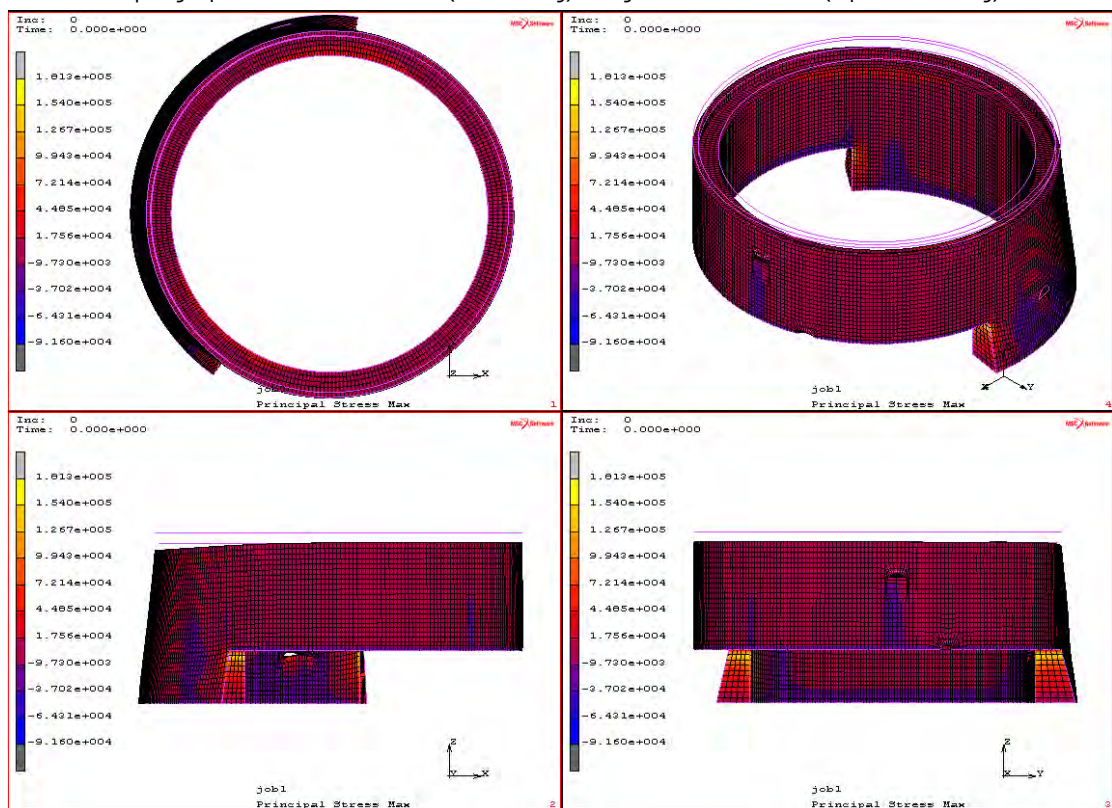 Inc: 0
Time: 0.000e+000
MSC Software
1.813e+005
1.540e+005
1.267e+005
9.943e+004
7.214e+004
4.485e+004
1.756e+004
-9.730e+003
-3.702e+004
-6.431e+004
-9.160e+004
Z X
job1
Principal Stress Max
1
Inc: 0
Time: 0.000e+000
MSC Software
1.813e+005
1.540e+005
1.267e+005
9.943e+004
7.214e+004
4.485e+004
1.756e+004
-9.730e+003
-3.702e+004
-6.431e+004
-9.160e+004
X Y
job1
Principal Stress Max
4
Inc: 0
Time: 0.000e+000
MSC Software
1.813e+005
1.540e+005
1.267e+005
9.943e+004
7.214e+004
4.485e+004
1.756e+004
-9.730e+003
-3.702e+004
-6.431e+004
-9.160e+004
Z
Y X
job1
Principal Stress Max
2
Inc: 0
Time: 0.000e+000
MSC Software
1.813e+005
1.540e+005
1.267e+005
9.943e+004
7.214e+004
4.485e+004
1.756e+004
-9.730e+003
-3.702e+004
-6.431e+004
-9.160e+004
Z
X Y
job1
Principal Stress Max
3